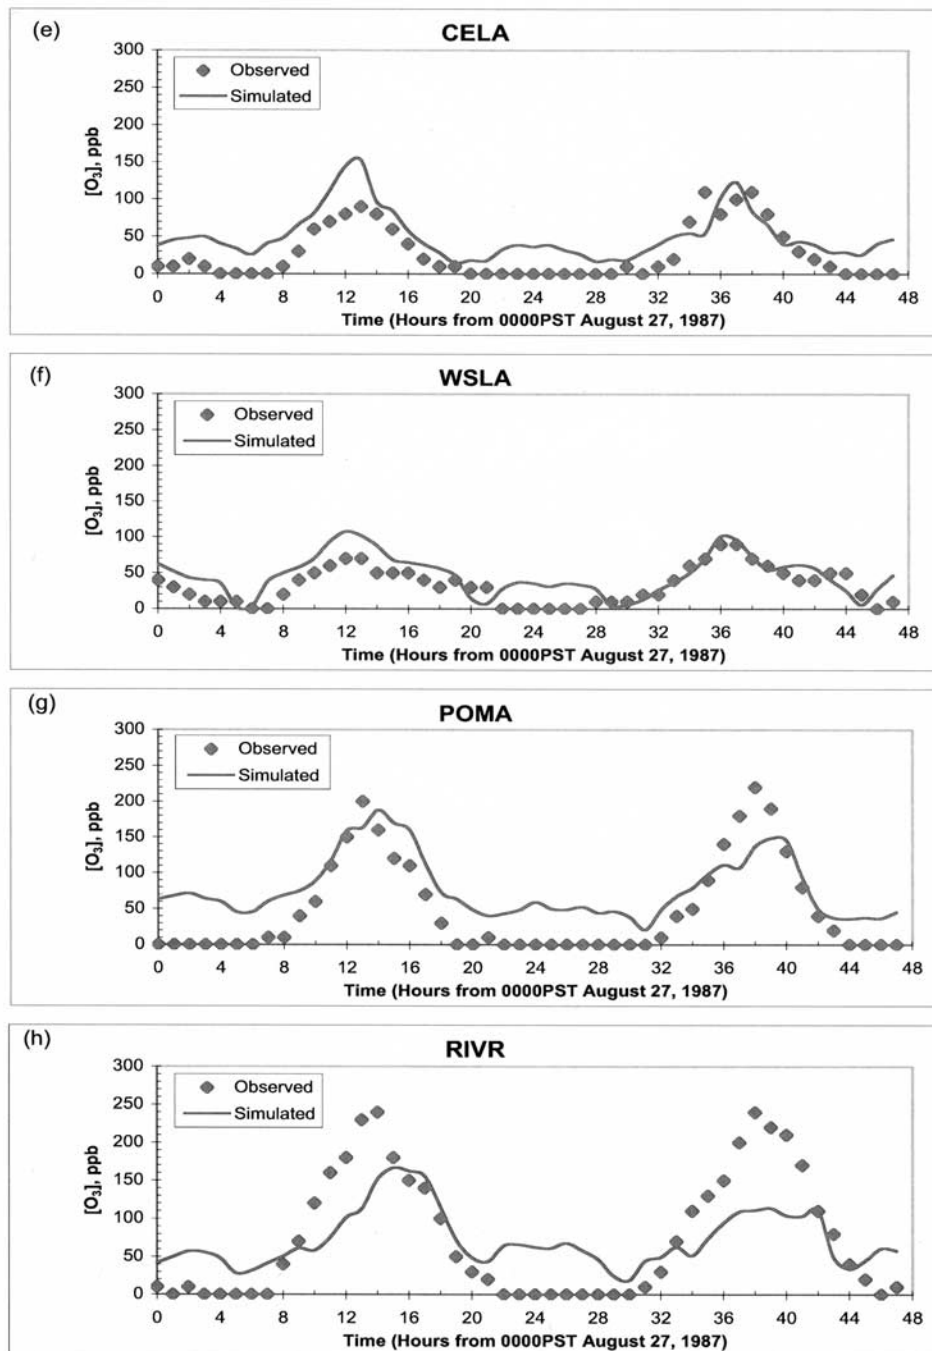 (e)
CELA
300
250
200
150
100
50
0
[O₃], ppb
Observed
Simulated
0 4 8 12 16 20 24 28 32 36 40 44 48
Time (Hours from 0000PST August 27, 1987)
(f)
WSLA
300
250
200
150
100
50
0
[O₃], ppb
Observed
Simulated
0 4 8 12 16 20 24 28 32 36 40 44 48
Time (Hours from 0000PST August 27, 1987)
(g)
POMA
300
250
200
150
100
50
0
[O₃], ppb
Observed
Simulated
0 4 8 12 16 20 24 28 32 36 40 44 48
Time (Hours from 0000PST August 27, 1987)
(h)
RIVR
300
250
200
150
100
50
0
[O₃], ppb
Observed
Simulated
0 4 8 12 16 20 24 28 32 36 40 44 48
Time (Hours from 0000PST August 27, 1987)